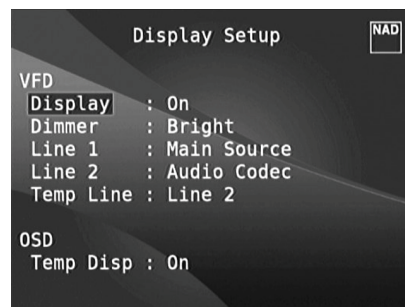 Display Setup
NAD
VFD
Display : On
Dimmer : Bright
Line 1 : Main Source
Line 2 : Audio Codec
Temp Line : Line 2
OSD
Temp Disp : On